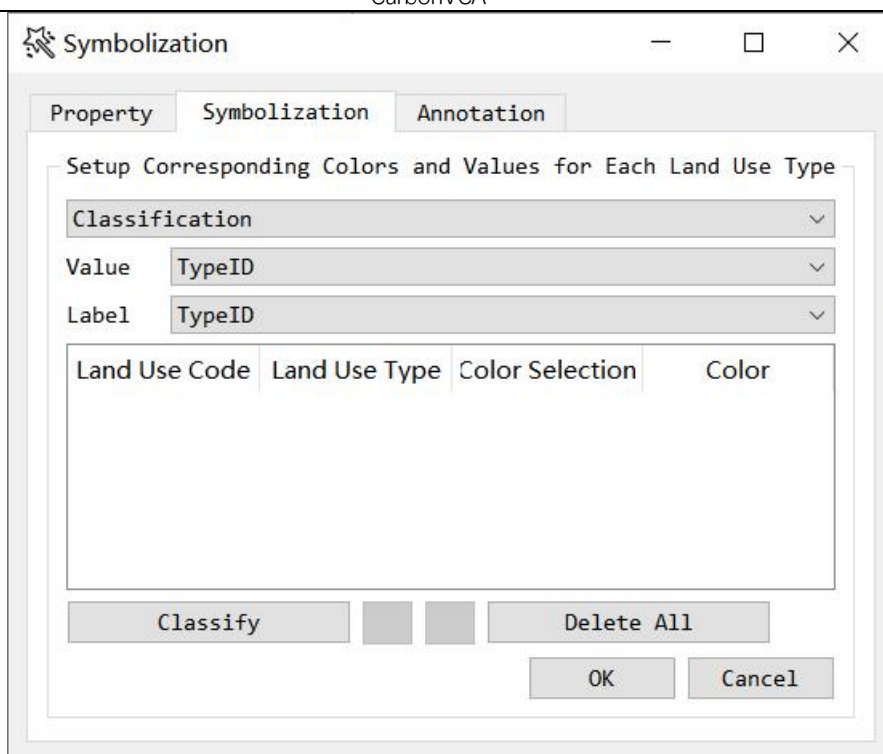 CarbonVCA
Symbolization
Property Symbolization Annotation
Setup Corresponding Colors and Values for Each Land Use Type
Classification
Value TypeID
Label TypeID
Land Use Code Land Use Type Color Selection Color
Classify Delete All
OK Cancel